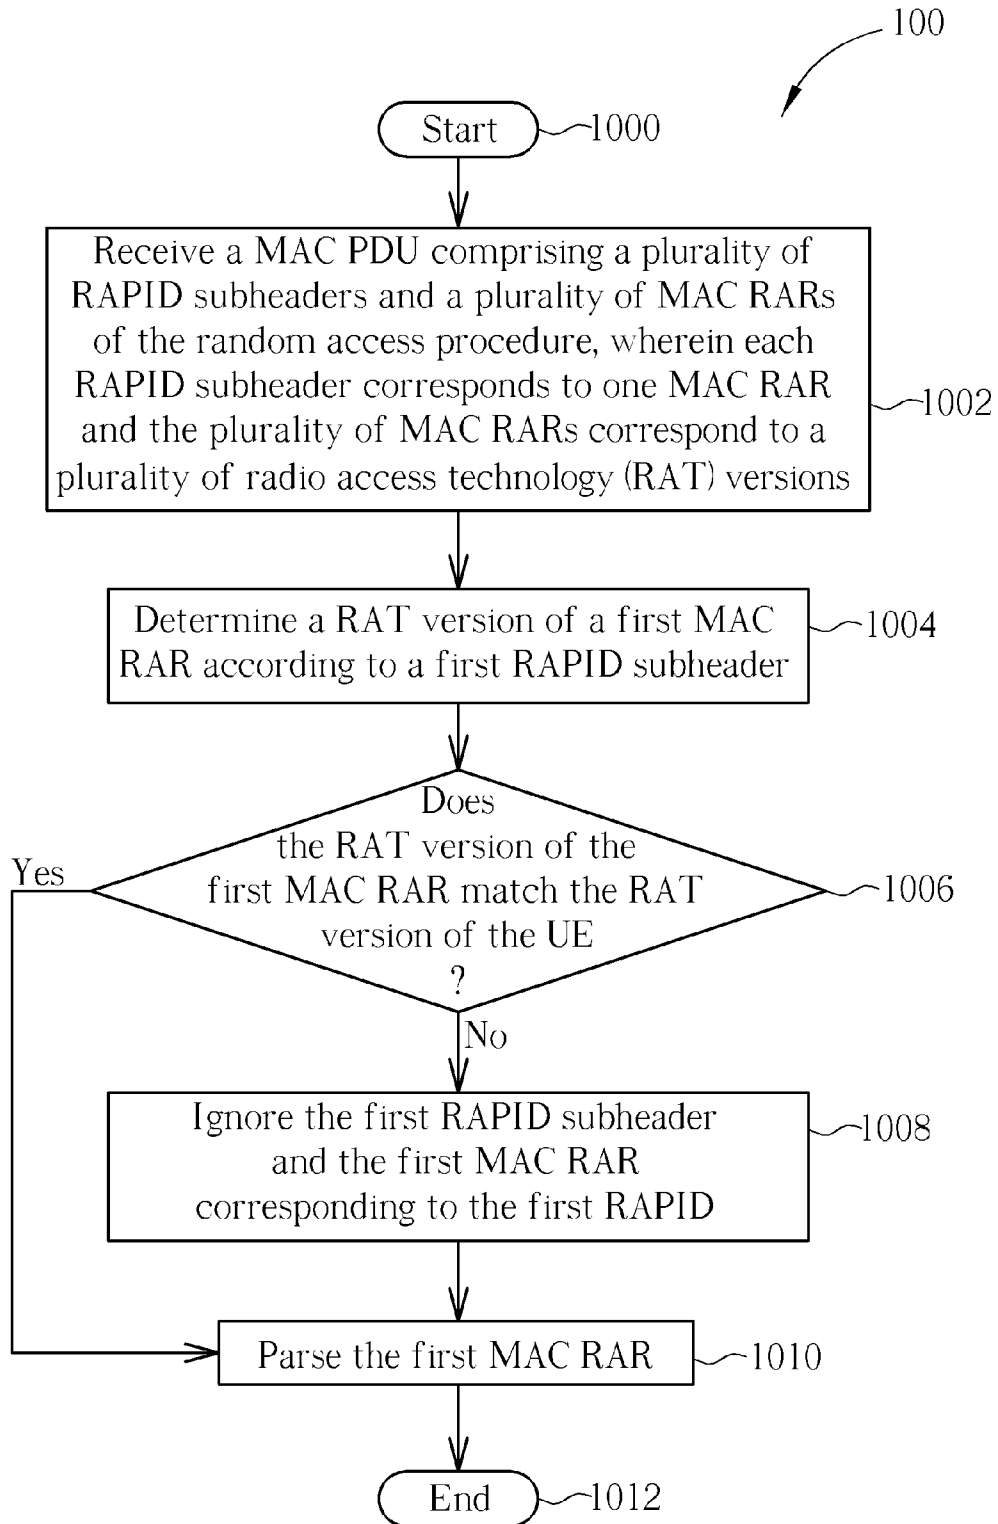 100
Start
1000
Receive a MAC PDU comprising a plurality of
RAPID subheaders and a plurality of MAC RARs
of the random access procedure, wherein each
RAPID subheader corresponds to one MAC RAR
and the plurality of MAC RARs correspond to a
plurality of radio access technology (RAT) versions
1002
Determine a RAT version of a first MAC
RAR according to a first RAPID subheader
1004
Does
the RAT version of the
first MAC RAR match the RAT
version of the UE
?
1006
Yes
No
Ignore the first RAPID subheader
and the first MAC RAR
corresponding to the first RAPID
1008
Parse the first MAC RAR
1010
End
1012